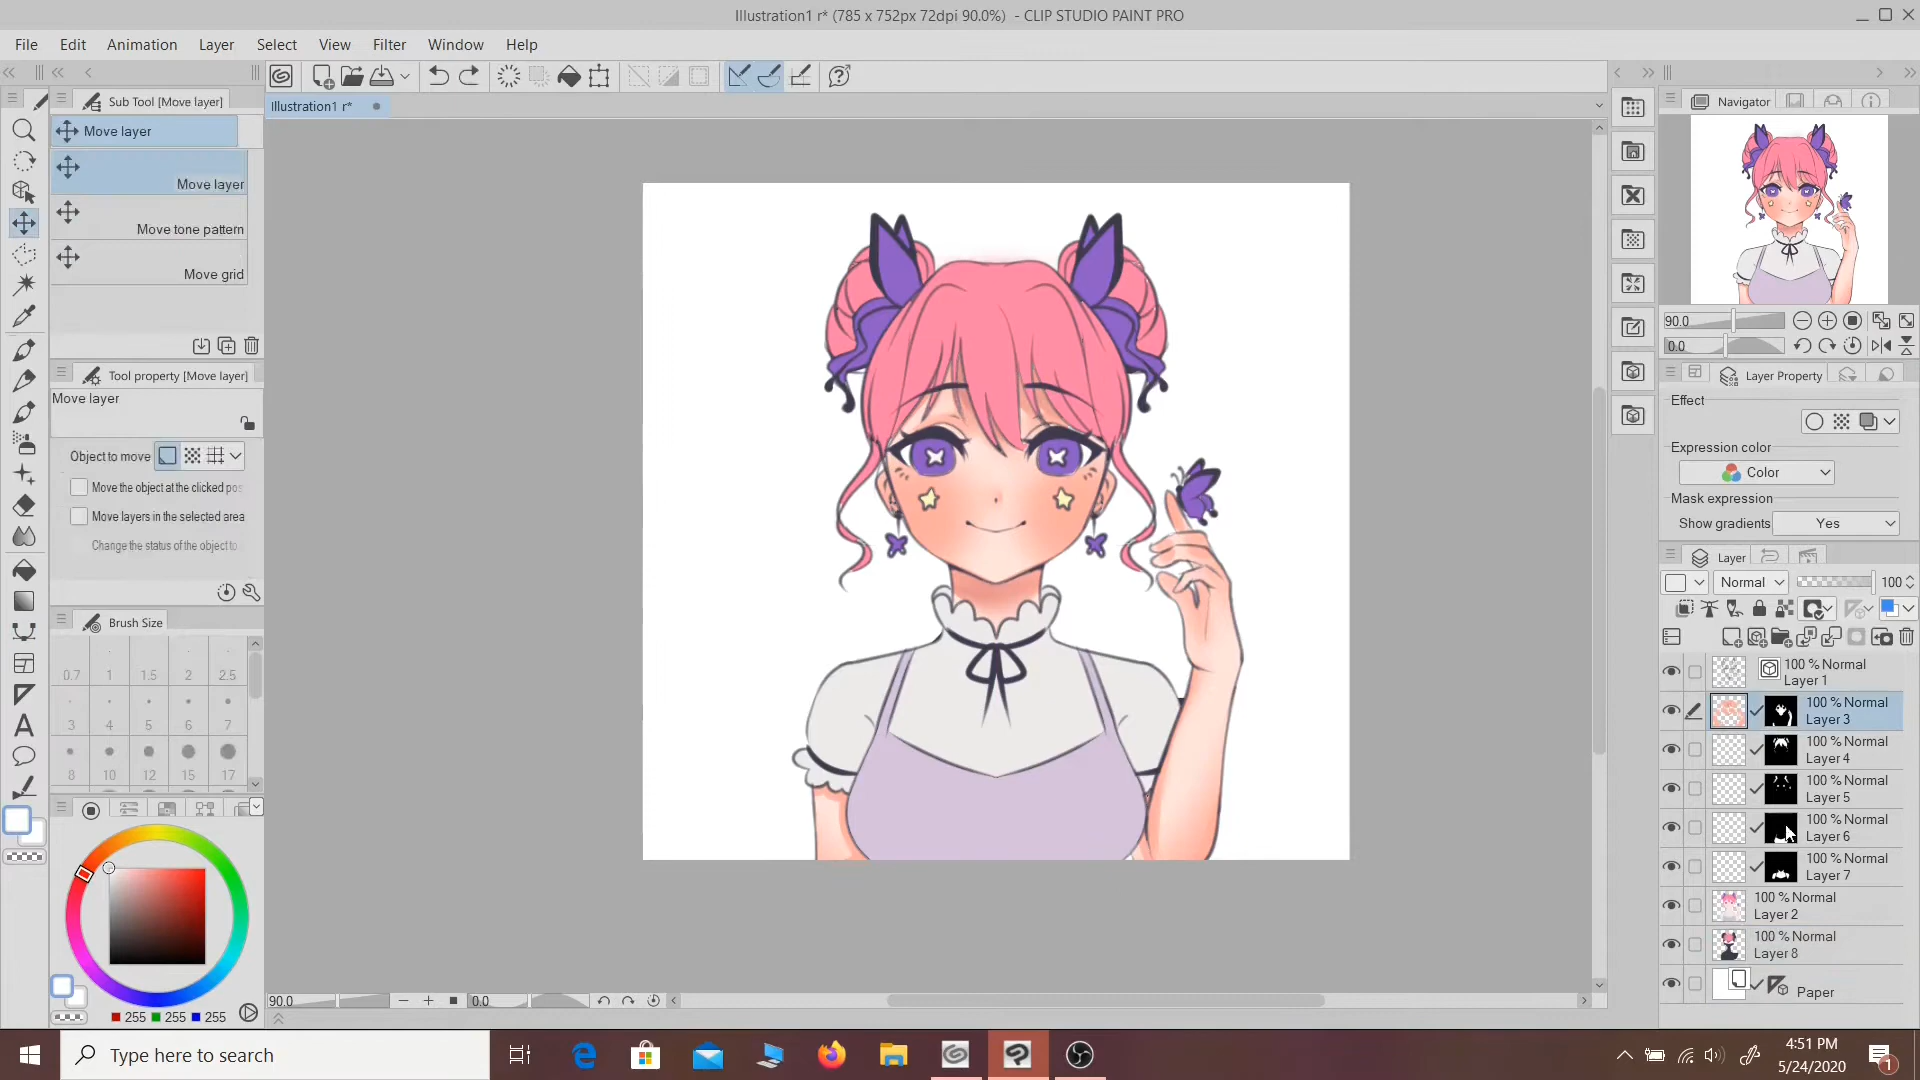 Illustration1 r* (785 x 752px 72dpi 90.0%) - CLIP STUDIO PAINT PRO
File Edit Animation Layer Select View Filter Window Help
Sub Tool [Move layer]
Move layer
Move layer
Move tone pattern
Move grid
Tool property [Move layer]
Move layer
Object to move
Move the object at the clicked pos
Move layers in the selected area
Change the status of the object to
Brush Size
0.7 1 1.5 2 2.5
3 4 5 6 7
8 10 12 15 17
255 255 255
Illustration1 r*
90.0 0.0
Navigator
90.0
0.0
Layer Property
Effect
Expression color
Color
Mask expression
Show gradients Yes
Layer
Normal 100
100 % Normal
Layer 1
100 % Normal
Layer 3
100 % Normal
Layer 4
100 % Normal
Layer 5
100 % Normal
Layer 6
100 % Normal
Layer 7
100 % Normal
Layer 2
100 % Normal
Layer 8
Paper
Type here to search
4:51 PM
5/24/2020
1